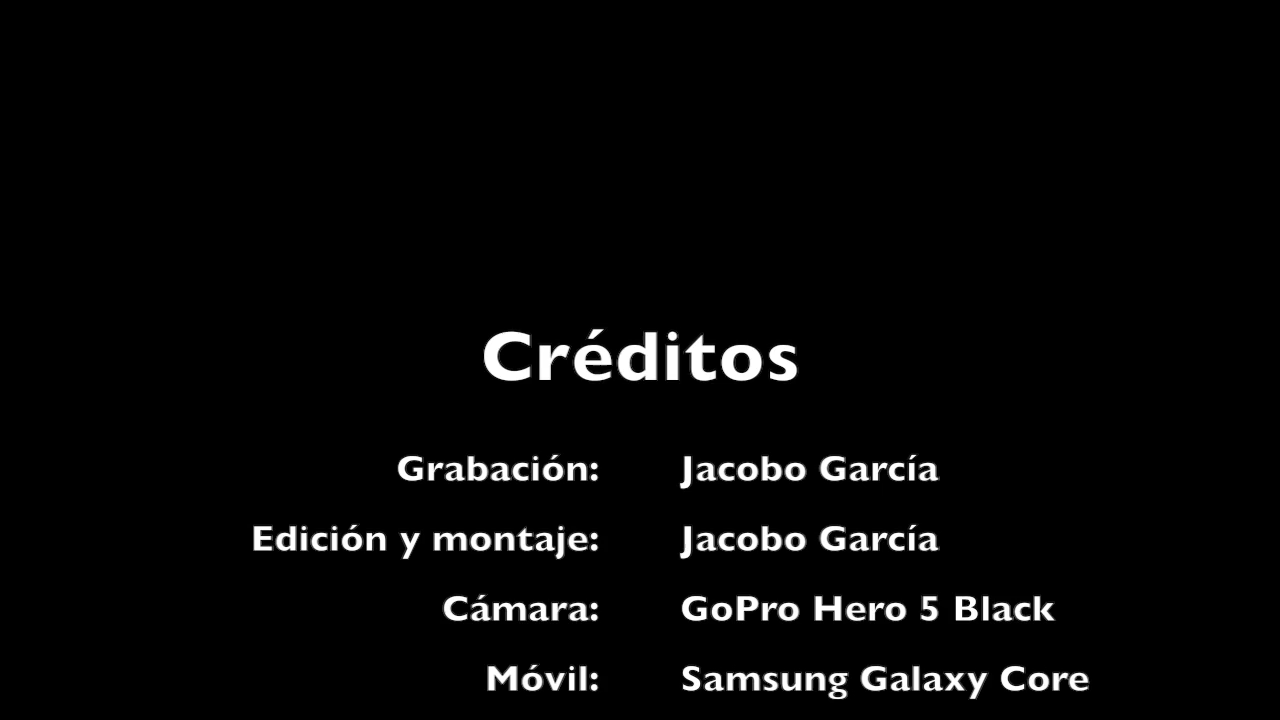 Créditos
Grabación: Jacobo García
Edición y montaje: Jacobo García
Cámara: GoPro Hero 5 Black
Móvil: Samsung Galaxy Core